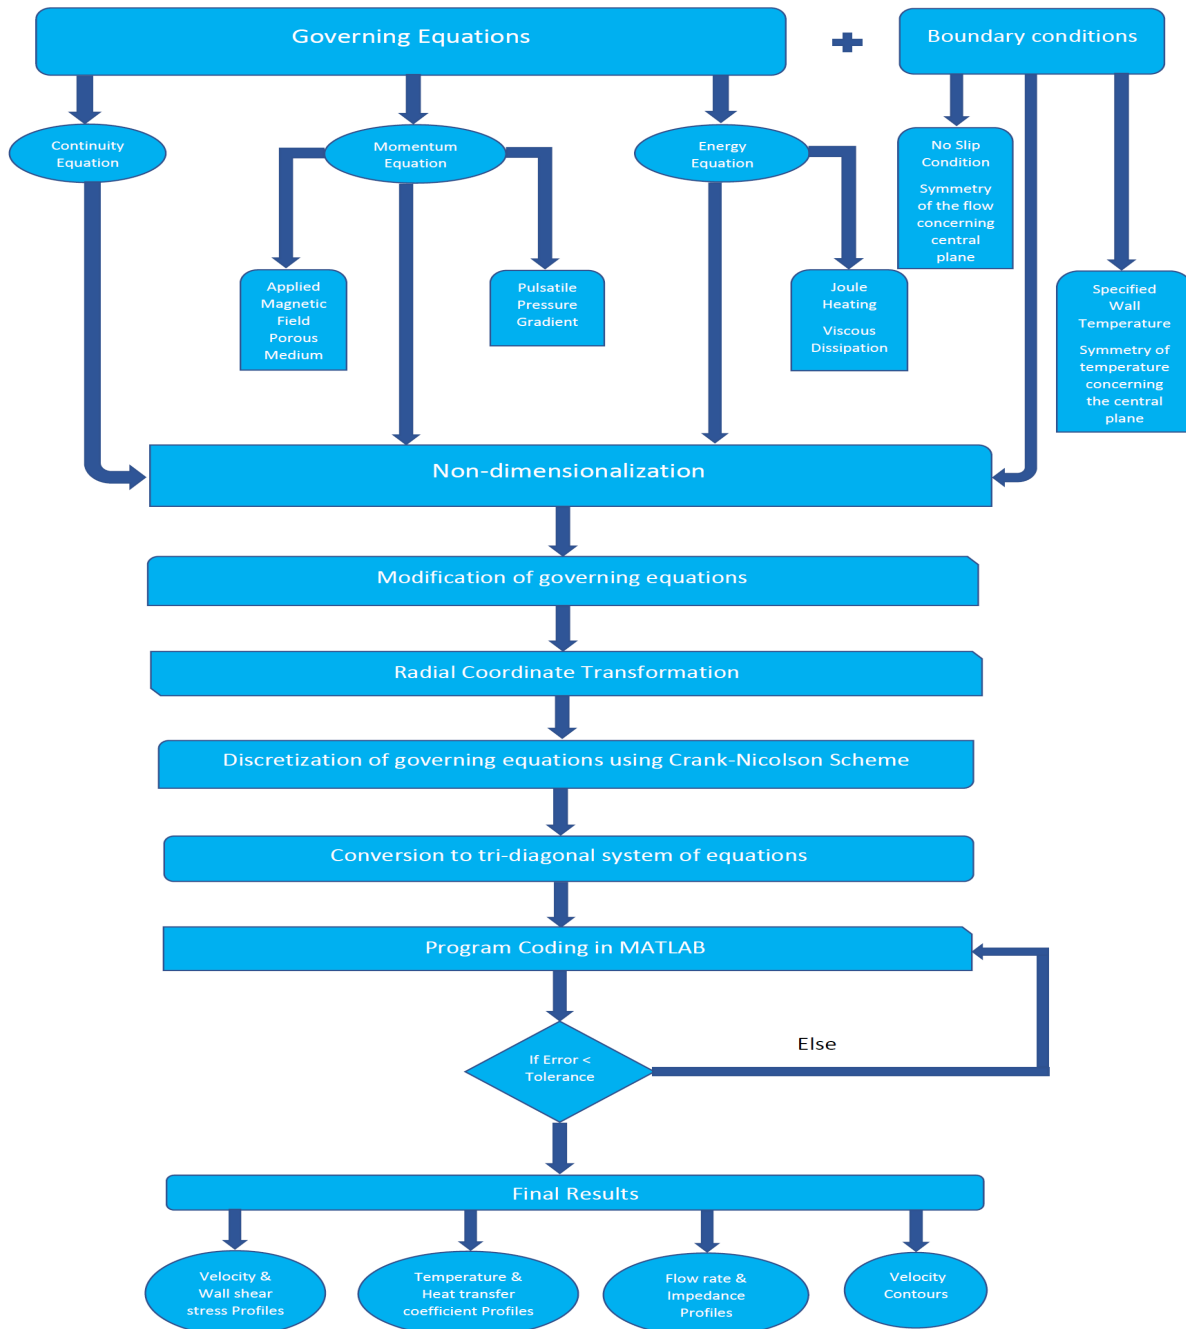 Governing Equations
Boundary conditions
Continuity
Equation
Momentum
Equation
Energy
Equation
No Slip
Condition
Symmetry
of the flow
concerning
central
plane
Applied
Magnetic
Field
Porous
Medium
Pulsatile
Pressure
Gradient
Joule
Heating
Viscous
Dissipation
Specified
Wall
Temperature
Symmetry of
temperature
concerning
the central
plane
Non-dimensionalization
Modification of governing equations
Radial Coordinate Transformation
Discretization of governing equations using Crank-Nicolson Scheme
Conversion to tri-diagonal system of equations
Program Coding in MATLAB
If Error <
Tolerance
Else
Final Results
Velocity &
Wall shear
stress Profiles
Temperature &
Heat transfer
coefficient Profiles
Flow rate &
Impedance
Profiles
Velocity
Contours